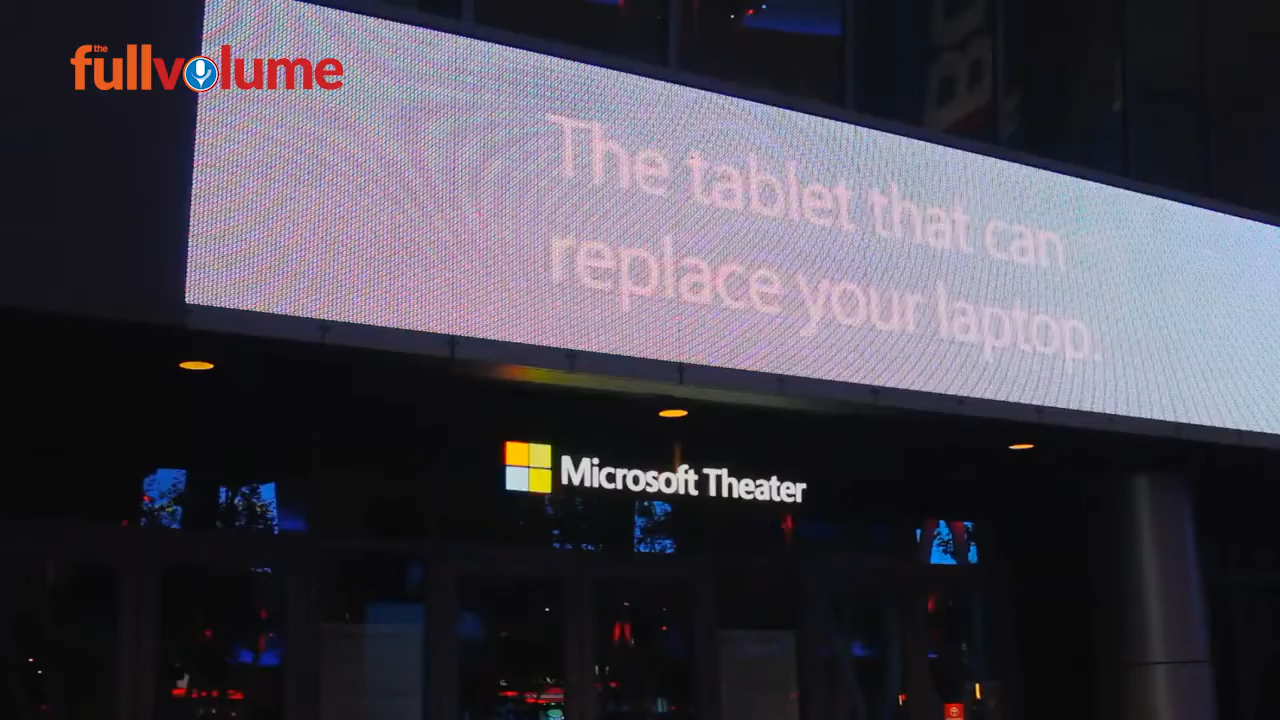 the
fullvolume
The tablet that can
replace your laptop.
Microsoft Theater